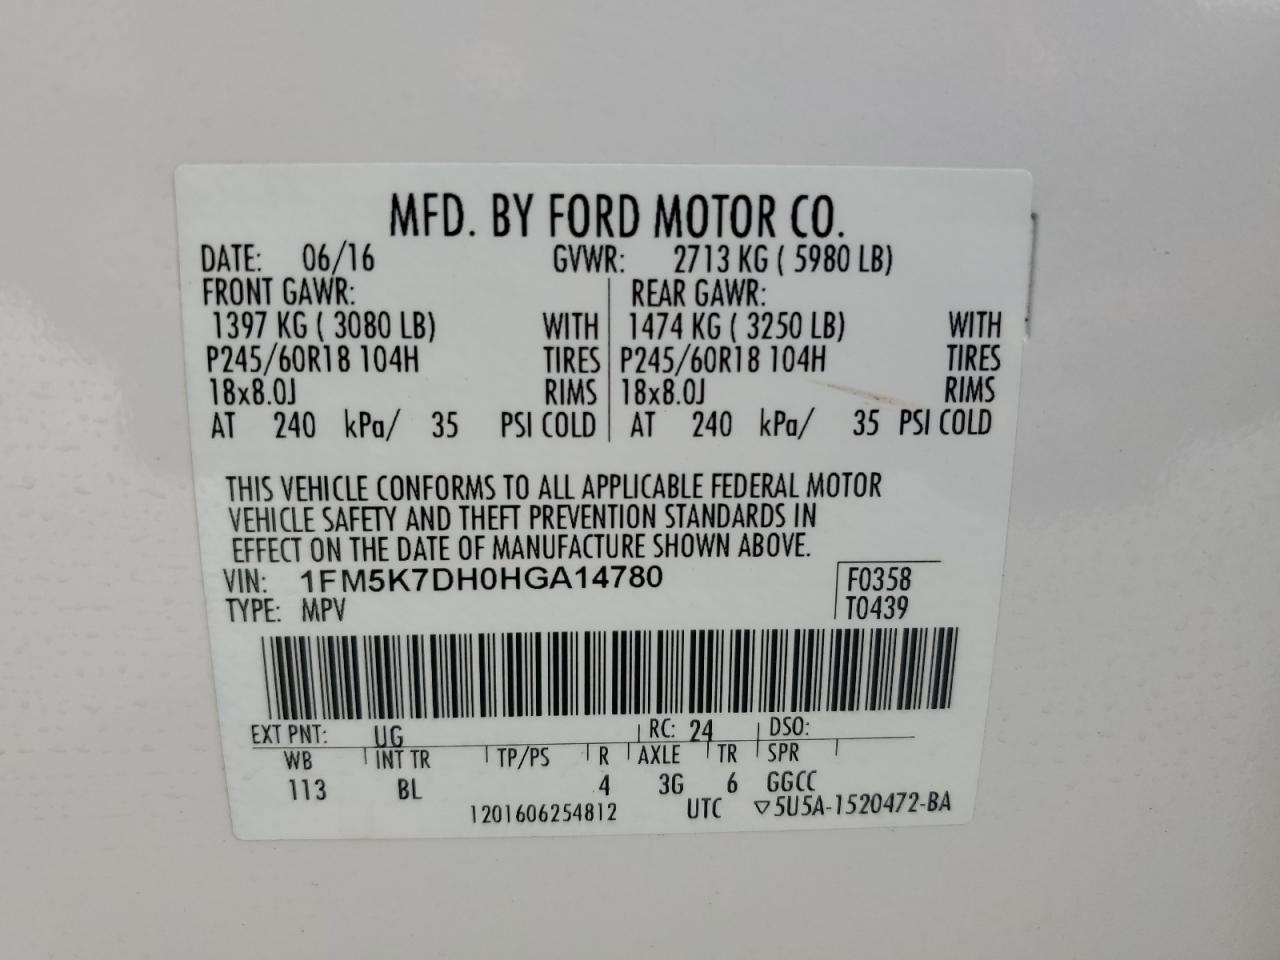 MFD. BY FORD MOTOR CO.
DATE: 06/16 GVWR: 2713 KG ( 5980 LB)
FRONT GAWR: REAR GAWR:
1397 KG ( 3080 LB) WITH 1474 KG ( 3250 LB) WITH
P245/60R18 104H TIRES P245/60R18 104H TIRES
18x8.0J RIMS 18x8.0J RIMS
AT 240 kPa/ 35 PSI COLD AT 240 kPa/ 35 PSI COLD
THIS VEHICLE CONFORMS TO ALL APPLICABLE FEDERAL MOTOR
VEHICLE SAFETY AND THEFT PREVENTION STANDARDS IN
EFFECT ON THE DATE OF MANUFACTURE SHOWN ABOVE.
VIN: 1FM5K7DH0HGA14780 F0358
TYPE: MPV T0439
EXT PNT: UG RC: 24 DSO:
WB INT TR TP/PS R AXLE TR SPR
113 BL 4 3G 6 GGCC
1201606254812 UTC ▽5U5A-1520472-BA